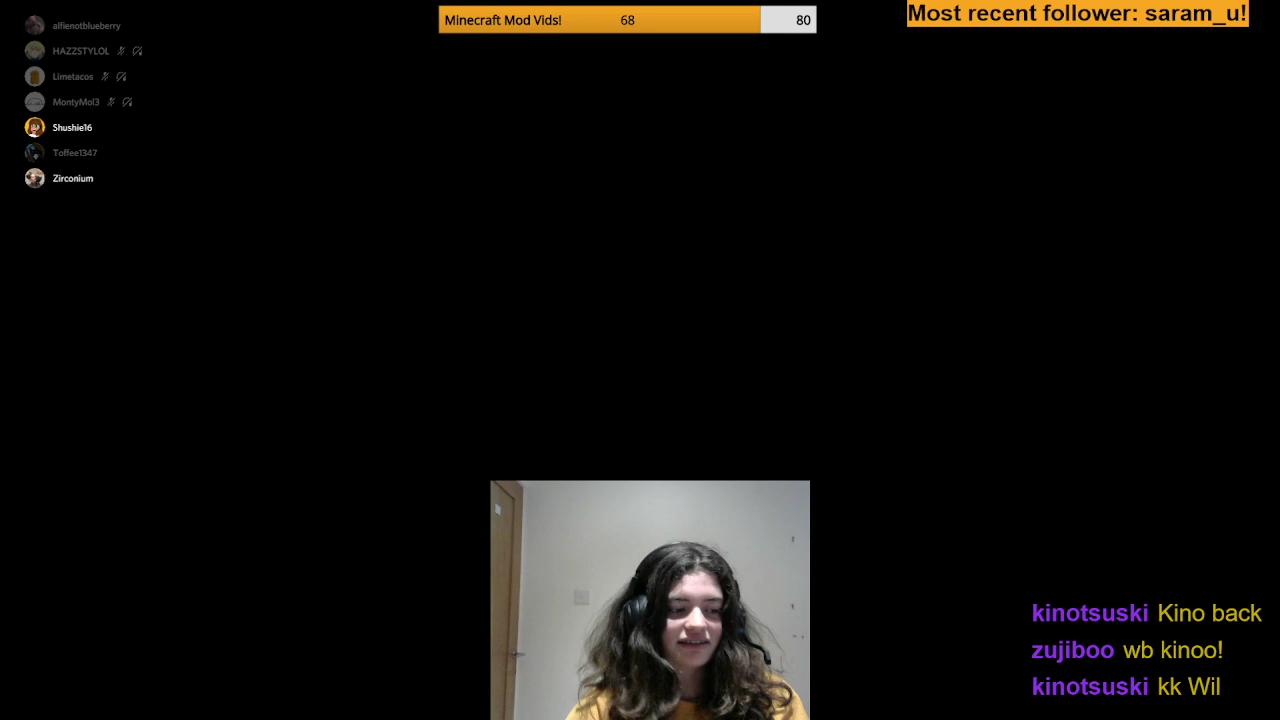 alfienotblueberry
HAZZSTYLOL
Limetacos
MontyMol3
Shushie16
Toffee1347
Zirconium
Minecraft Mod Vids! 68 80
Most recent follower: saram_u!
kinotsuski Kino back
zujiboo wb kinoo!
kinotsuski kk Wil